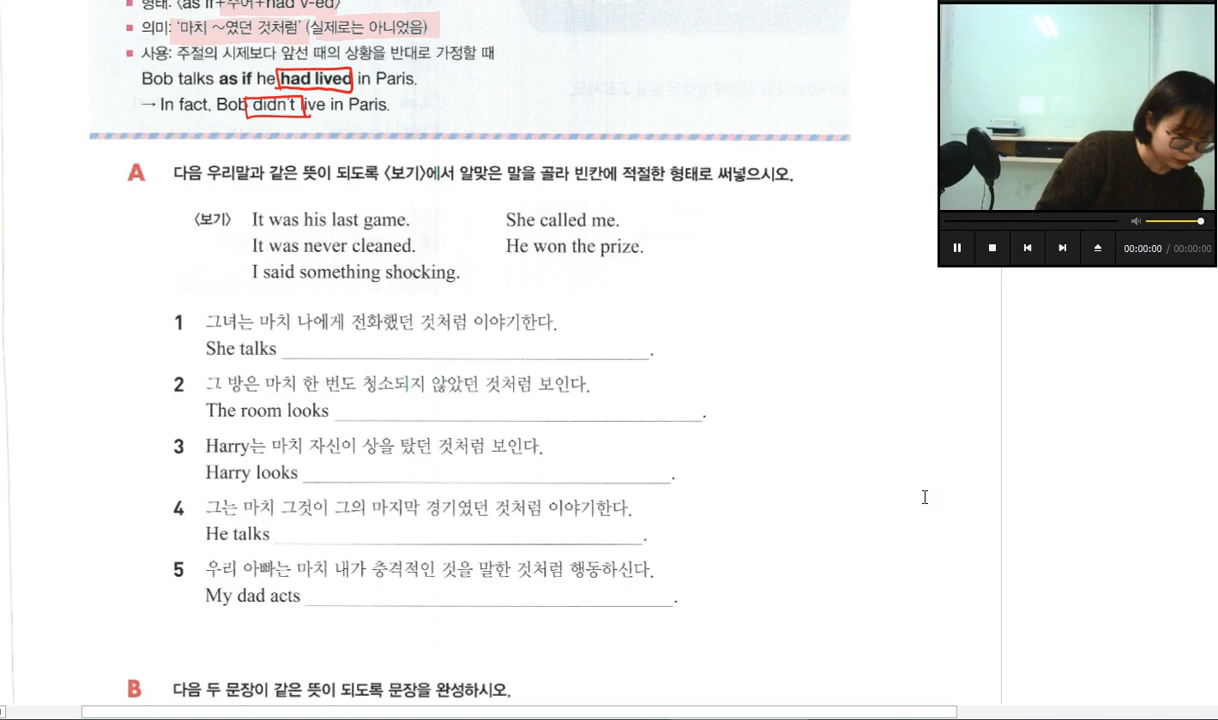 형태: 〈as if+주어+had v-ed〉
의미: '마치 ～였던 것처럼' (실제로는 아니었음)
사용: 주절의 시제보다 앞선 때의 상황을 반대로 가정할 때
Bob talks as if he had lived in Paris.
→ In fact, Bob didn't live in Paris.
A 다음 우리말과 같은 뜻이 되도록 〈보기〉에서 알맞은 말을 골라 빈칸에 적절한 형태로 써넣으시오.
〈보기〉 It was his last game. She called me.
It was never cleaned. He won the prize.
I said something shocking.
1 그녀는 마치 나에게 전화했던 것처럼 이야기한다.
She talks .
2 그 방은 마치 한 번도 청소되지 않았던 것처럼 보인다.
The room looks .
3 Harry는 마치 자신이 상을 탔던 것처럼 보인다.
Harry looks .
4 그는 마치 그것이 그의 마지막 경기였던 것처럼 이야기한다.
He talks .
5 우리 아빠는 마치 내가 충격적인 것을 말한 것처럼 행동하신다.
My dad acts .
B 다음 두 문장이 같은 뜻이 되도록 문장을 완성하시오.
00:00:00 / 00:00:00